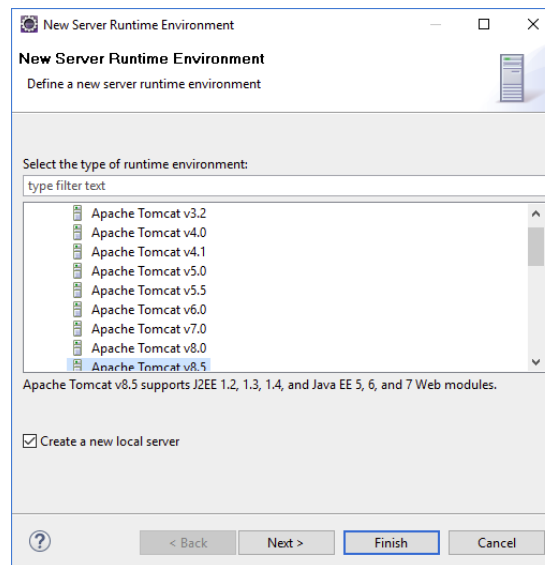 New Server Runtime Environment
New Server Runtime Environment
Define a new server runtime environment
Select the type of runtime environment:
type filter text
Apache Tomcat v3.2
Apache Tomcat v4.0
Apache Tomcat v4.1
Apache Tomcat v5.0
Apache Tomcat v5.5
Apache Tomcat v6.0
Apache Tomcat v7.0
Apache Tomcat v8.0
Apache Tomcat v8.5
Apache Tomcat v8.5 supports J2EE 1.2, 1.3, 1.4, and Java EE 5, 6, and 7 Web modules.
Create a new local server
? < Back Next > Finish Cancel